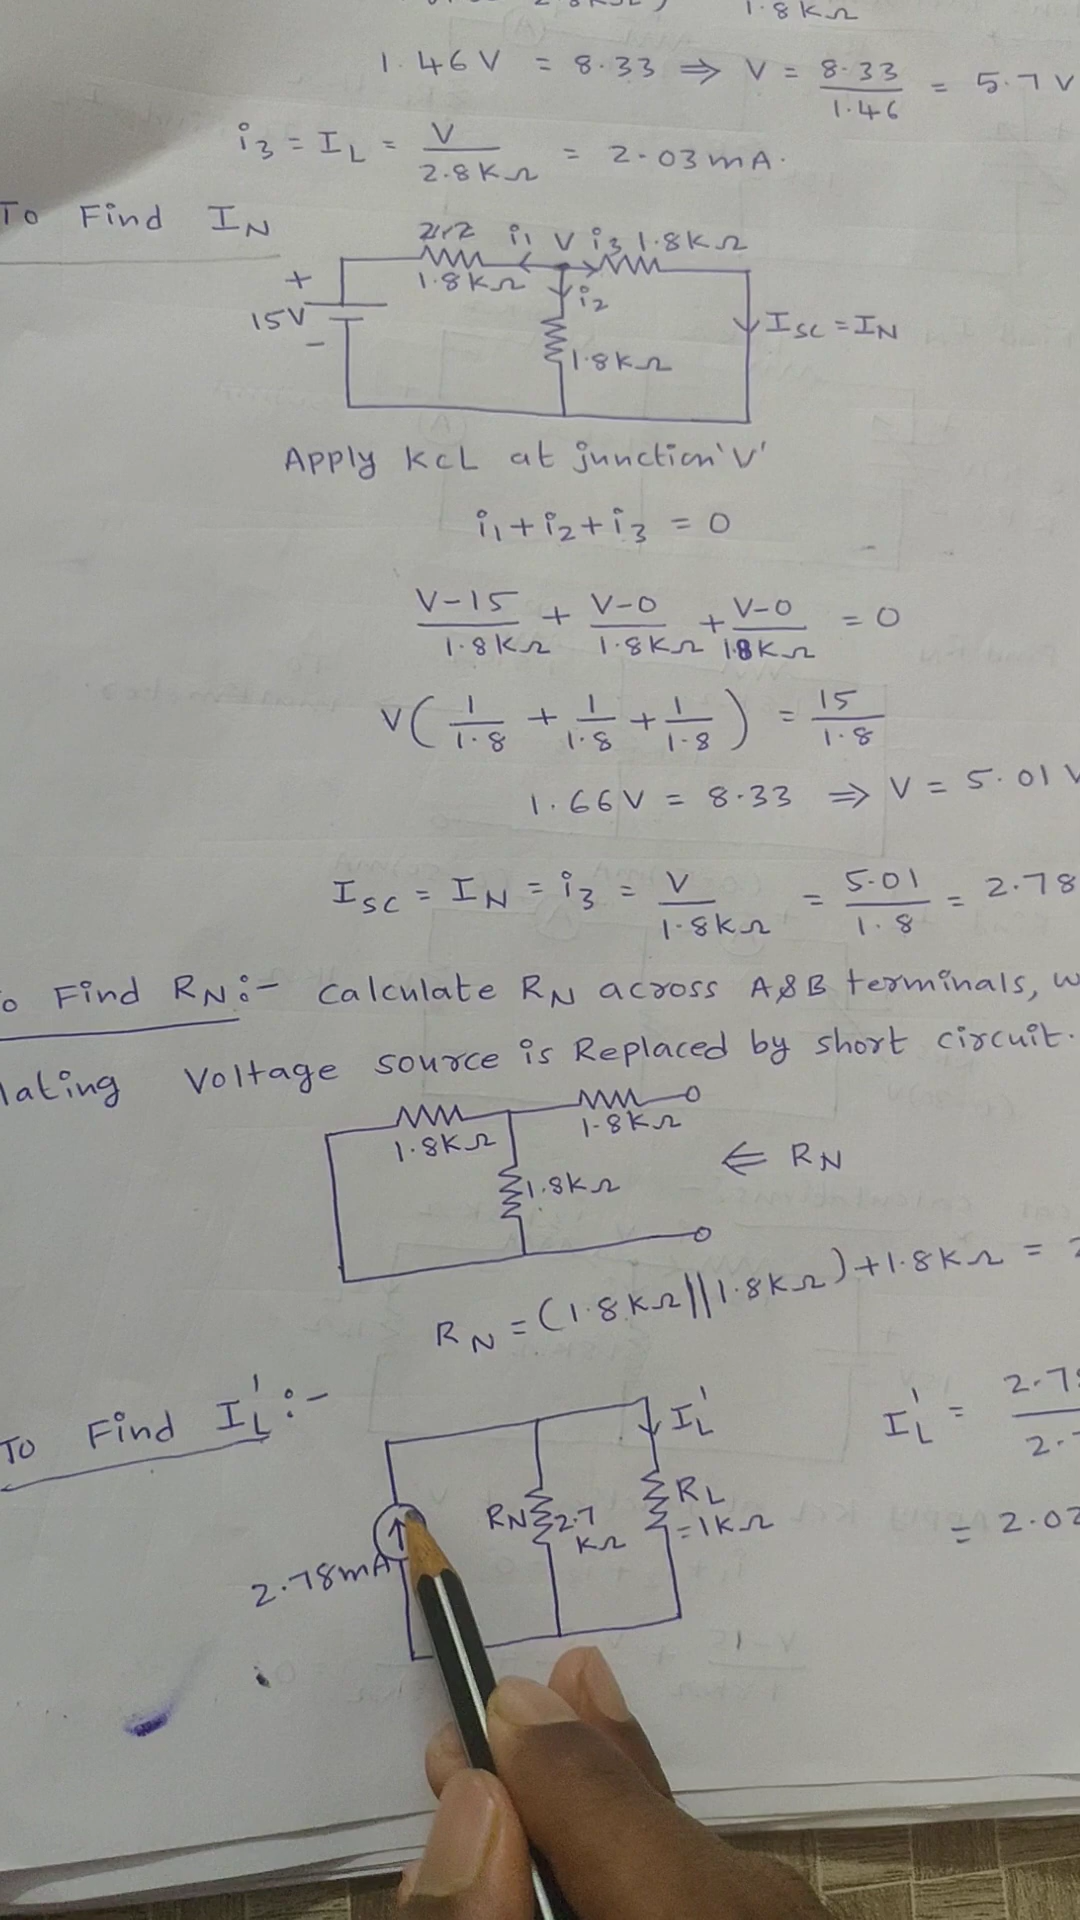 1.8KΩ
1.46V = 8.33 ⇒ V = 8.33/1.46 = 5.7V
i3 = IL = V/2.8KΩ = 2.03mA.
To Find IN
i1 V i3 1.8KΩ
+ 1.8KΩ i2
15V ISC = IN
- 1.8KΩ
Apply KCL at junction 'V'
i1 + i2 + i3 = 0
V-15/1.8KΩ + V-0/1.8KΩ + V-0/1.8KΩ = 0
V(1/1.8 + 1/1.8 + 1/1.8) = 15/1.8
1.66V = 8.33 ⇒ V = 5.01V
ISC = IN = i3 = V/1.8KΩ = 5.01/1.8 = 2.78
To Find RN:- Calculate RN across A&B terminals, w
lating Voltage source is Replaced by short circuit.
1.8KΩ 1.8KΩ
1.8KΩ ⇐ RN
RN = (1.8KΩ||1.8KΩ)+1.8KΩ =
To Find IL':- IL' IL' = 2.78/2.7
RN 2.7KΩ RL = 1KΩ = 2.02
2.78mA